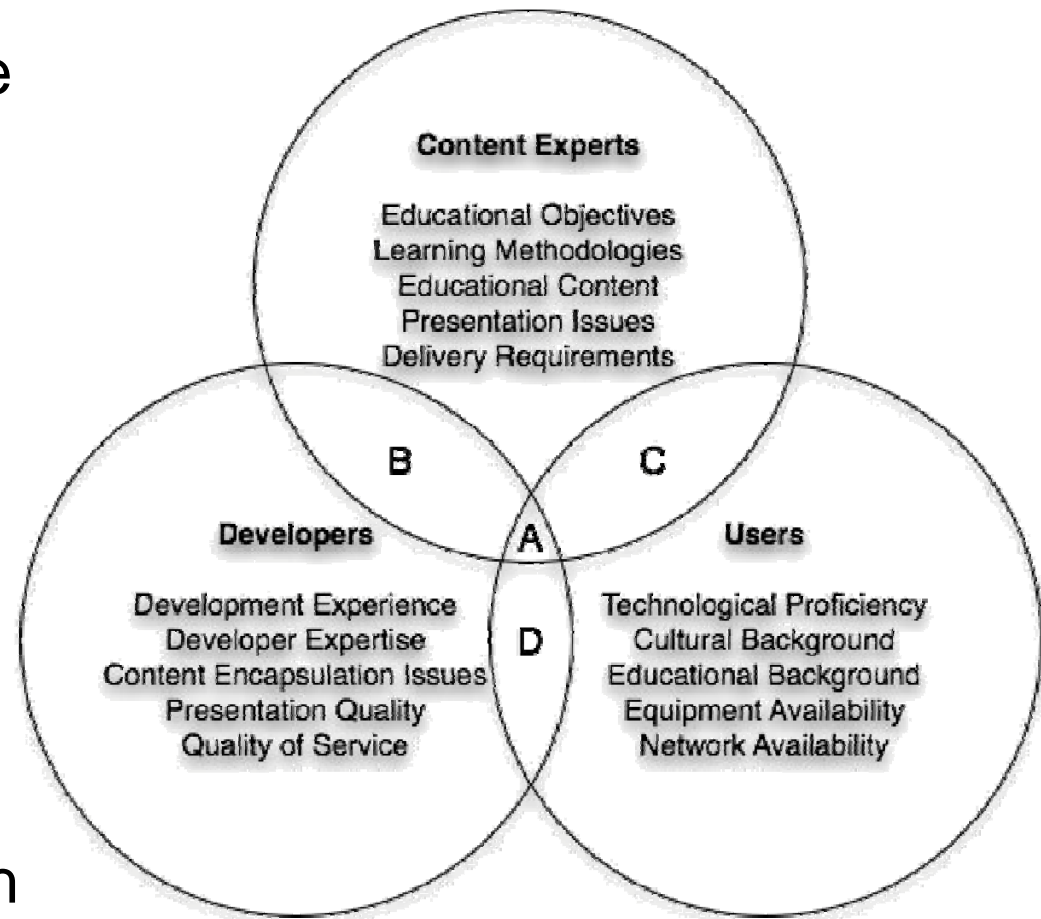 e
Content Experts
Educational Objectives
Learning Methodologies
Educational Content
Presentation Issues
Delivery Requirements
B
C
A
D
Developers
Development Experience
Developer Expertise
Content Encapsulation Issues
Presentation Quality
Quality of Service
Users
Technological Proficiency
Cultural Background
Educational Background
Equipment Availability
Network Availability
n